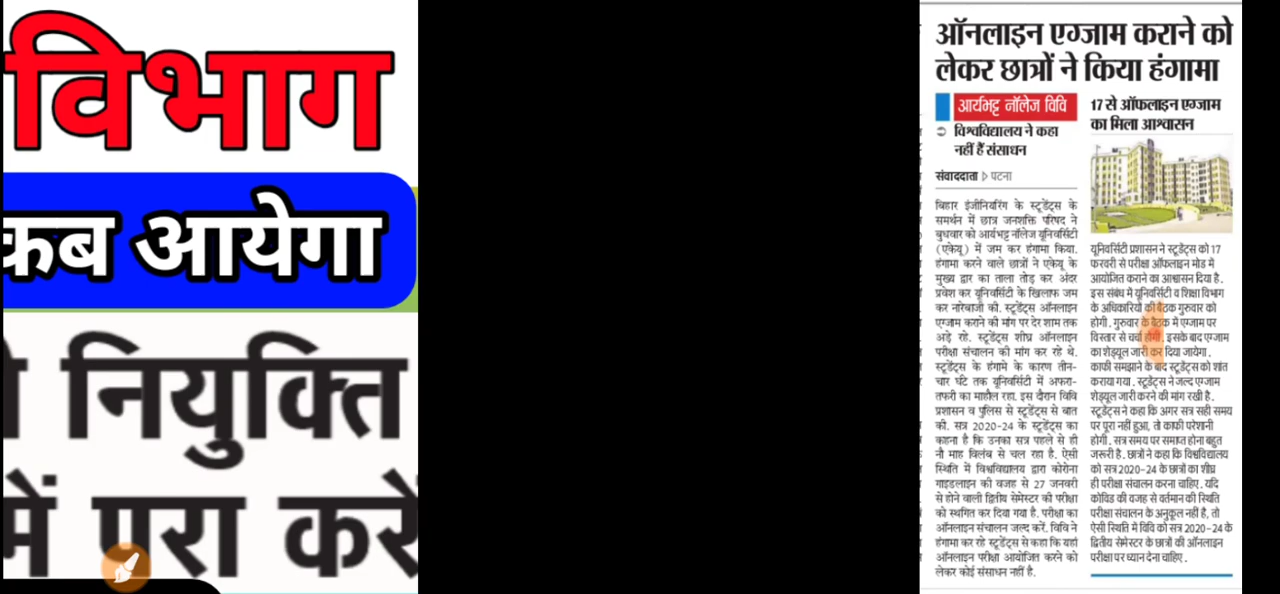 विभाग
कब आयेगा
नियुक्ति
में पूरा करें
ऑनलाइन एग्जाम कराने को
लेकर छात्रों ने किया हंगामा
आर्यभट्ट नॉलेज विवि
विश्वविद्यालय ने कहा
नहीं हैं संसाधन
संवाददाता ▷ पटना
बिहार इंजीनियरिंग के स्टूडेंट्स के
समर्थन में छात्र जनशक्ति परिषद ने
बुधवार को आर्यभट्ट नॉलेज यूनिवर्सिटी
(एकेयू) में जम कर हंगामा किया.
हंगामा करने वाले छात्रों ने एकेयू के
मुख्य द्वार का ताला तोड़ कर अंदर
प्रवेश कर यूनिवर्सिटी के खिलाफ जम
कर नारेबाजी की. स्टूडेंट्स ऑनलाइन
एग्जाम कराने की मांग पर देर शाम तक
अड़े रहे. स्टूडेंट्स शीघ्र ऑनलाइन
परीक्षा संचालन की मांग कर रहे थे.
स्टूडेंट्स के हंगामे के कारण तीन-
चार घंटे तक यूनिवर्सिटी में अफरा-
तफरी का माहौल रहा. इस दौरान विवि
प्रशासन व पुलिस से स्टूडेंट्स से बात
की. सत्र 2020-24 के स्टूडेंट्स का
कहना है कि उनका सत्र पहले से ही
नौ माह विलंब से चल रहा है. ऐसी
स्थिति में विश्वविद्यालय द्वारा कोरोना
गाइडलाइन की वजह से 27 जनवरी
से होने वाली द्वितीय सेमेस्टर की परीक्षा
को स्थगित कर दिया गया है. परीक्षा का
ऑनलाइन संचालन जल्द करें. विवि ने
हंगामा कर रहे स्टूडेंट्स से कहा कि यहां
ऑनलाइन परीक्षा आयोजित करने को
लेकर कोई संसाधन नहीं है.
17 से ऑफलाइन एग्जाम
का मिला आश्वासन
यूनिवर्सिटी प्रशासन ने स्टूडेंट्स को 17
फरवरी से परीक्षा ऑफलाइन मोड में
आयोजित कराने का आश्वासन दिया है.
इस संबंध में यूनिवर्सिटी व शिक्षा विभाग
के अधिकारियों की बैठक गुरुवार को
होगी. गुरुवार के बैठक में एग्जाम पर
विस्तार से चर्चा होगी. इसके बाद एग्जाम
का शेड्यूल जारी कर दिया जायेगा.
काफी समझाने के बाद स्टूडेंट्स को शांत
कराया गया. स्टूडेंट्स ने जल्द एग्जाम
शेड्यूल जारी करने की मांग रखी है.
स्टूडेंट्स ने कहा कि अगर सत्र सही समय
पर पूरा नहीं हुआ, तो काफी परेशानी
होगी. सत्र समय पर समाप्त होना बहुत
जरूरी है. छात्रों ने कहा कि विश्वविद्यालय
को सत्र 2020-24 के छात्रों का शीघ्र
ही परीक्षा संचालन करना चाहिए. यदि
कोविड की वजह से वर्तमान की स्थिति
परीक्षा संचालन के अनुकूल नहीं है, तो
ऐसी स्थिति में विवि को सत्र 2020-24 के
द्वितीय सेमेस्टर के छात्रों की ऑनलाइन
परीक्षा पर ध्यान देना चाहिए.